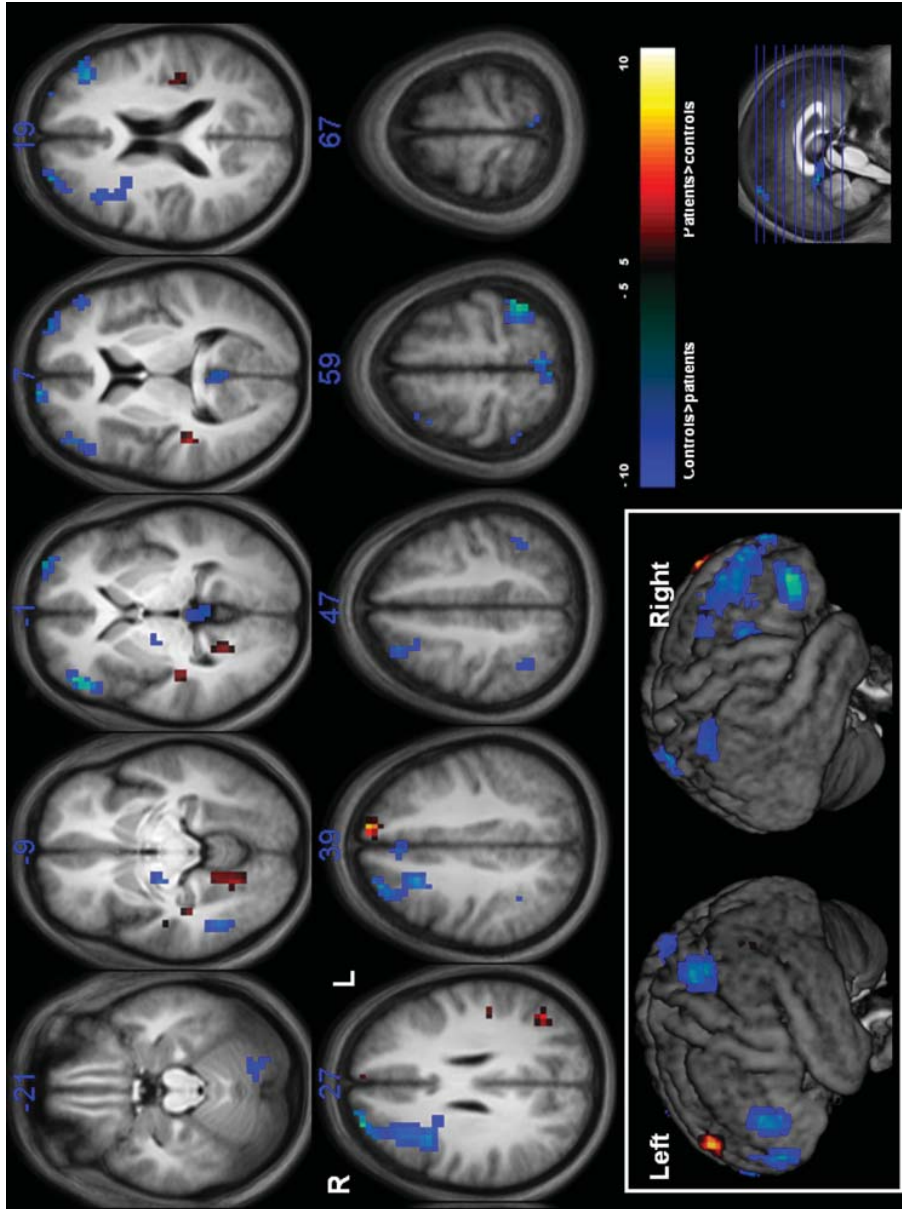 -21
-9
-1
7
19
R
27
L
39
47
59
67
-10
-5
5
10
Controls>patients
Patients>controls
Left
Right